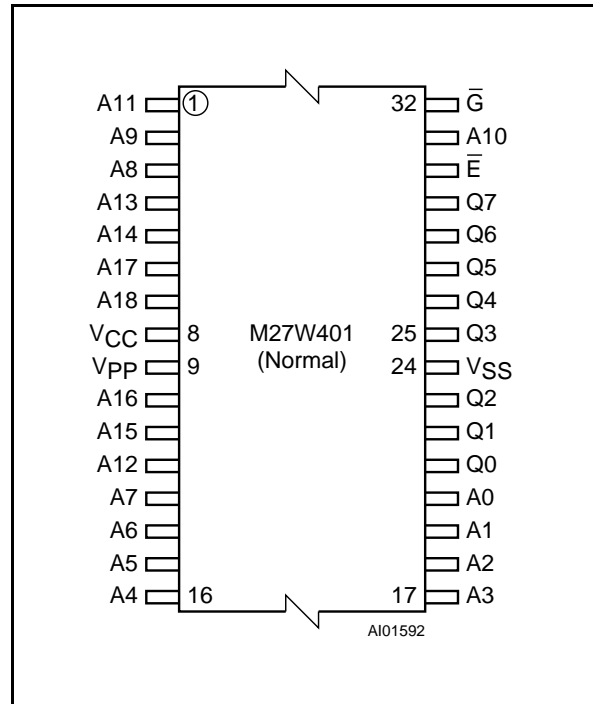 A11 1 32 G̅
A9 A10
A8 E̅
A13 Q7
A14 Q6
A17 Q5
A18 Q4
VCC 8 M27W401 25 Q3
VPP 9 (Normal) 24 VSS
A16 Q2
A15 Q1
A12 Q0
A7 A0
A6 A1
A5 A2
A4 16 17 A3
AI01592